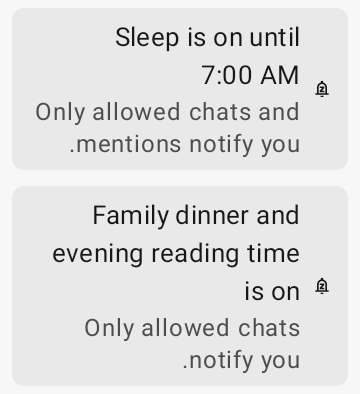 Sleep is on until
7:00 AM
Only allowed chats and
.mentions notify you
Family dinner and
evening reading time
is on
Only allowed chats
.notify you